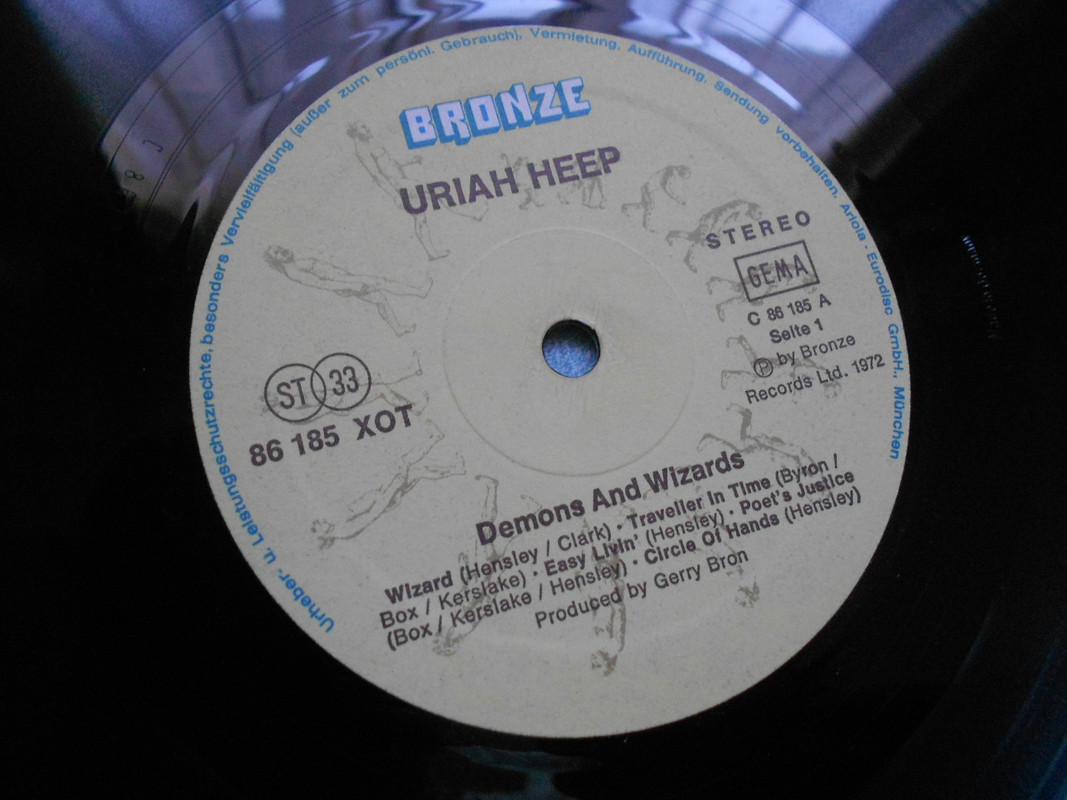 Urheber- u. Leistungsschutzrechte, besonders Vervielfältigung (außer zum persönl. Gebrauch), Vermietung, Aufführung, Sendung vorbehalten. Ariola - Eurodisc GmbH., München
BRONZE
URIAH HEEP
STEREO
GEMA
C 86 185 A
Seite 1
Ⓟ by Bronze
Records Ltd. 1972
ST 33
86 185 XOT
Demons And Wizards
Wizard (Hensley / Clark) · Traveller In Time (Byron /
Box / Kerslake) · Easy Livin' (Hensley) · Poet's Justice
(Box / Kerslake / Hensley) · Circle Of Hands (Hensley)
Produced by Gerry Bron